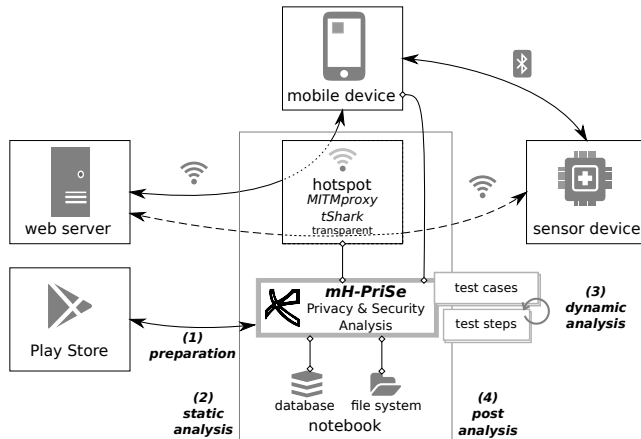 mobile device
web server
hotspot
MITMproxy
tShark
transparent
sensor device
Play Store
(1)
preparation
mH-PriSe
Privacy & Security
Analysis
test cases
test steps
(3)
dynamic
analysis
(2)
static
analysis
database
file system
notebook
(4)
post
analysis